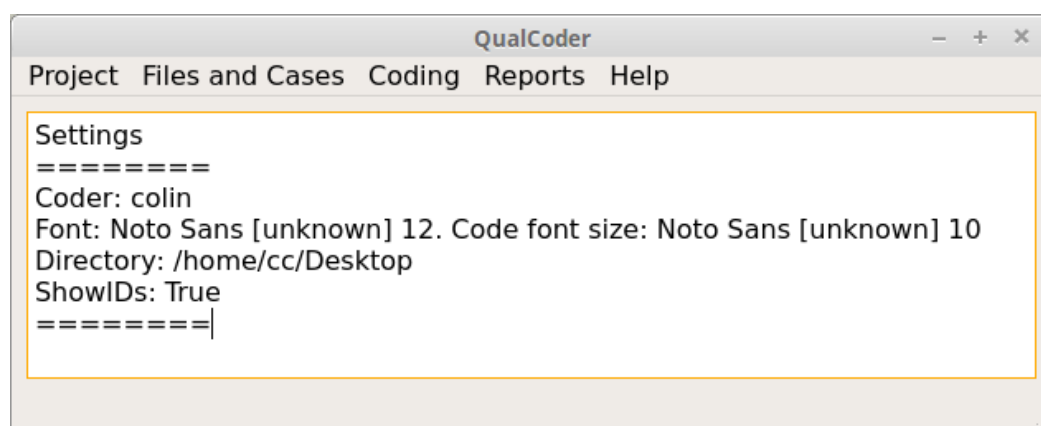 QualCoder
Project Files and Cases Coding Reports Help
Settings
========
Coder: colin
Font: Noto Sans [unknown] 12. Code font size: Noto Sans [unknown] 10
Directory: /home/cc/Desktop
ShowIDs: True
========